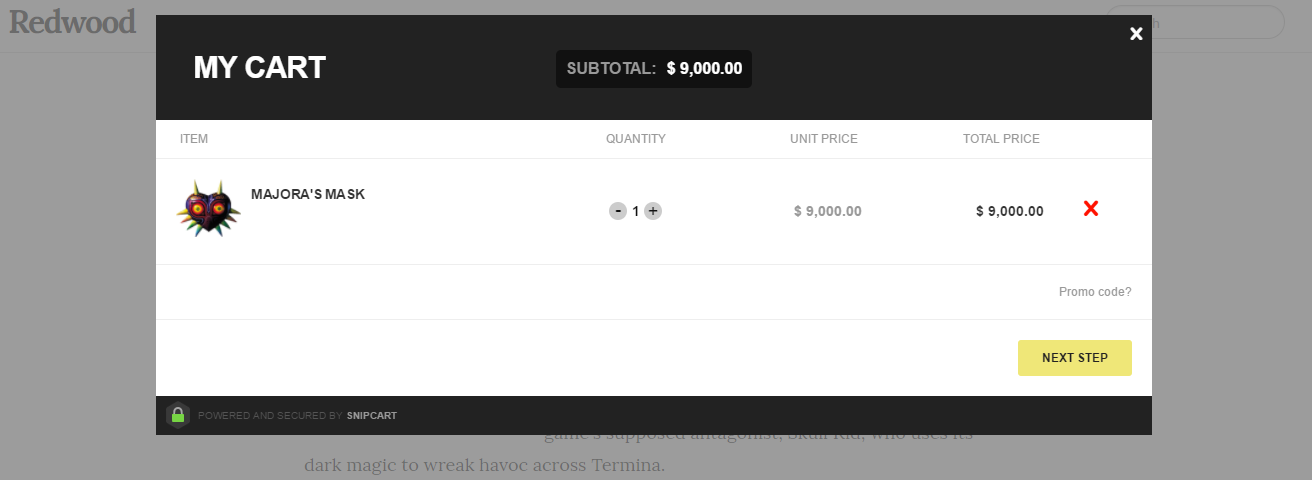 Redwood
h
MY CART
SUBTOTAL: $ 9,000.00
ITEM QUANTITY UNIT PRICE TOTAL PRICE
MAJORA'S MASK
- 1 + $ 9,000.00 $ 9,000.00
Promo code?
NEXT STEP
POWERED AND SECURED BY SNIPCART
game's supposed antagonist, Skull Kid, who uses its
dark magic to wreak havoc across Termina.